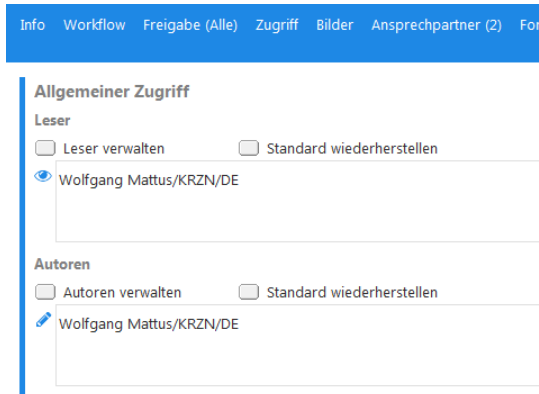 Info Workflow Freigabe (Alle) Zugriff Bilder Ansprechpartner (2)
Allgemeiner Zugriff
Leser
Leser verwalten Standard wiederherstellen
Wolfgang Mattus/KRZN/DE
Autoren
Autoren verwalten Standard wiederherstellen
Wolfgang Mattus/KRZN/DE